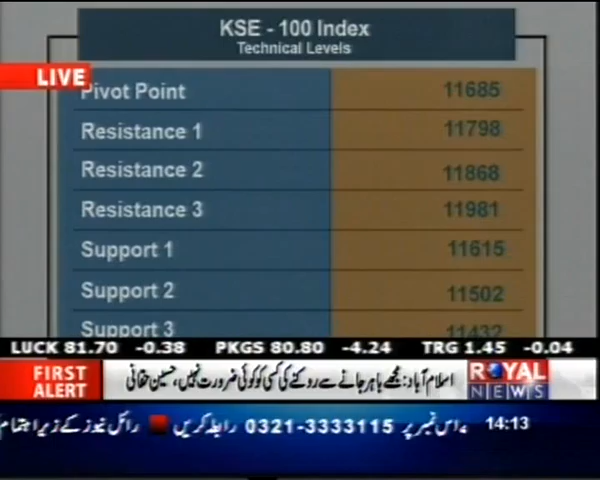 KSE - 100 Index
Technical Levels
LIVE
Pivot Point 11685
Resistance 1 11798
Resistance 2 11868
Resistance 3 11981
Support 1 11615
Support 2 11502
Support 3 11432
LUCK 81.70 -0.38 PKGS 80.80 -4.24 TRG 1.45 -0.04
FIRST ALERT
اسلام آباد: مجھے باہر جانے سے روکنے کی کسی کو کوئی ضرورت نہیں، حسین حقانی
ROYAL NEWS
اس نمبر پر 0321-3333115 رابطہ کریں رائل نیوز کے زیر اہتمام
14:13